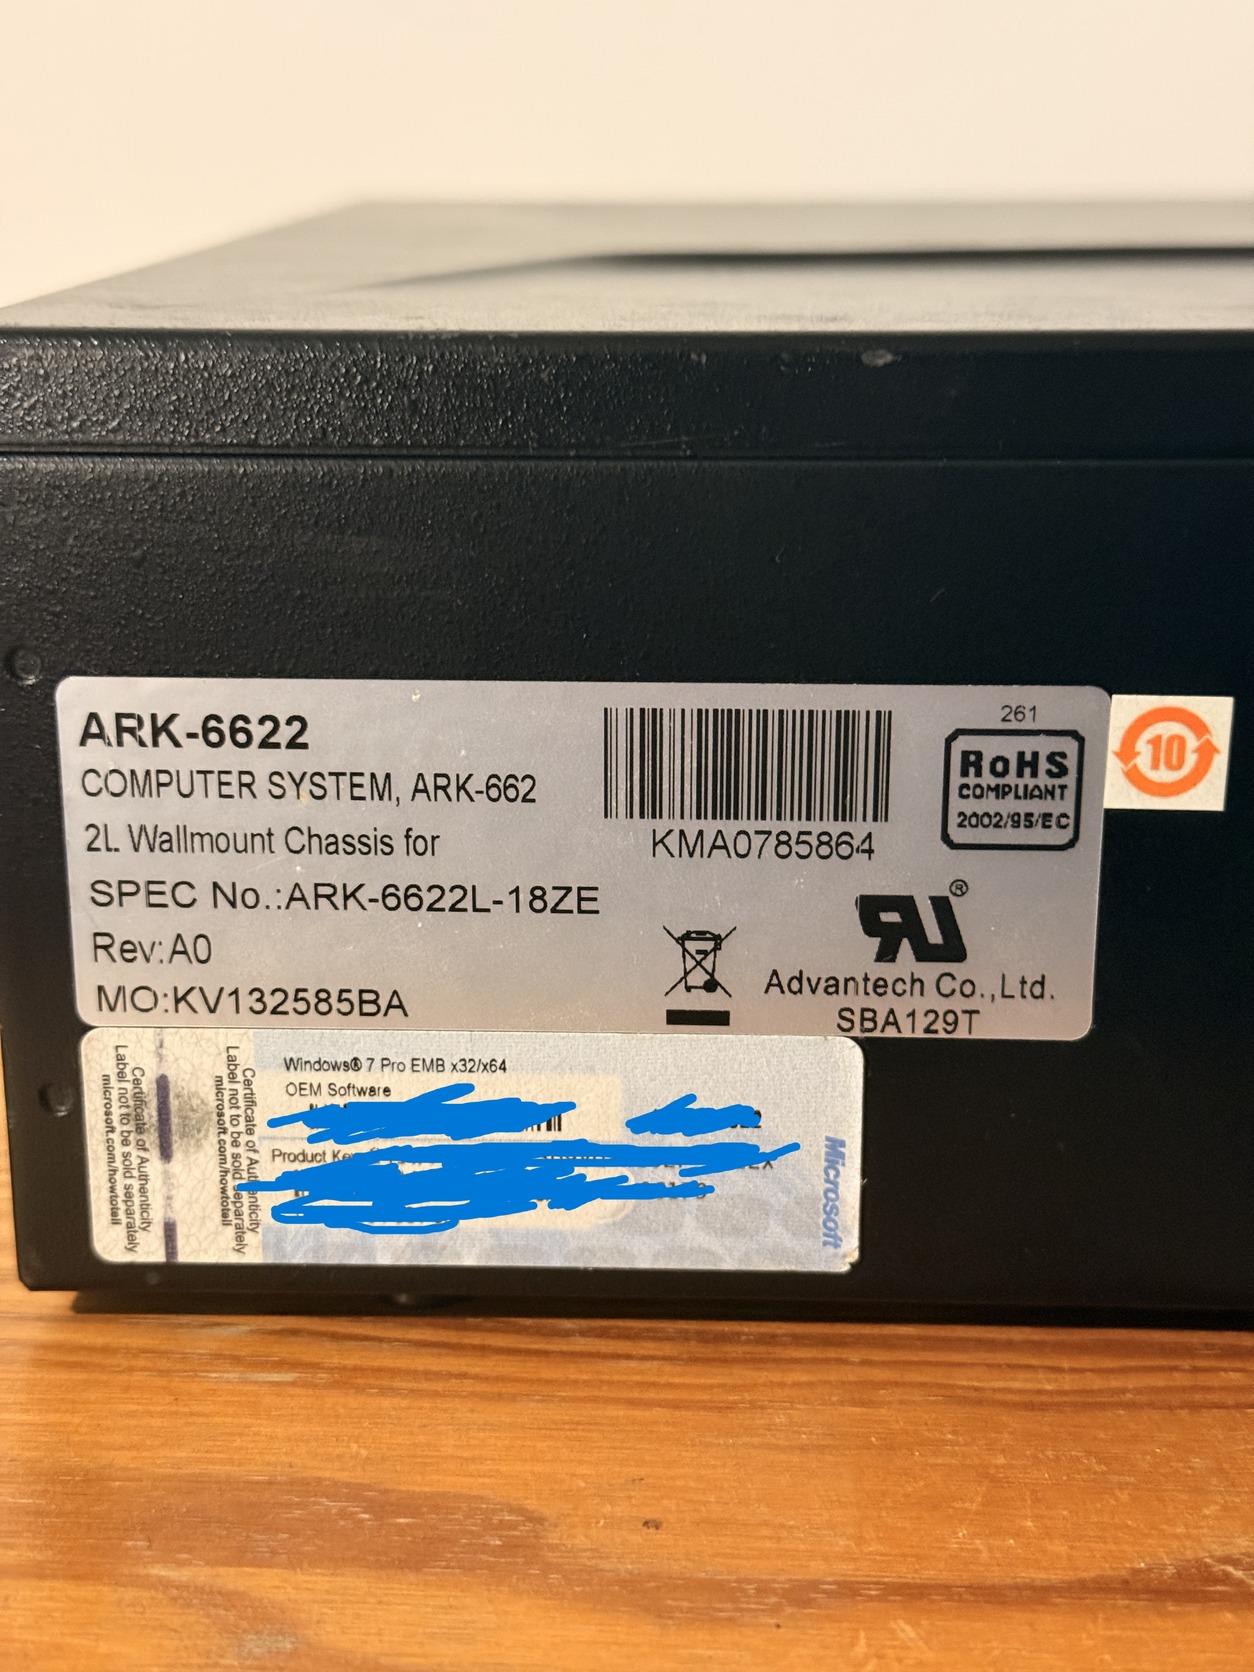 ARK-6622
COMPUTER SYSTEM, ARK-662
2L Wallmount Chassis for
SPEC No.:ARK-6622L-18ZE
Rev:A0
MO:KV132585BA
KMA0785864
261
RoHS
COMPLIANT
2002/95/EC
10
RU®
Advantech Co.,Ltd.
SBA129T
Certificate of Authenticity
Label not to be sold separately
microsoft.com/howtotell
Certificate of Authenticity
Label not to be sold separately
microsoft.com/howtotell
Windows® 7 Pro EMB x32/x64
OEM Software
Product
Microsoft